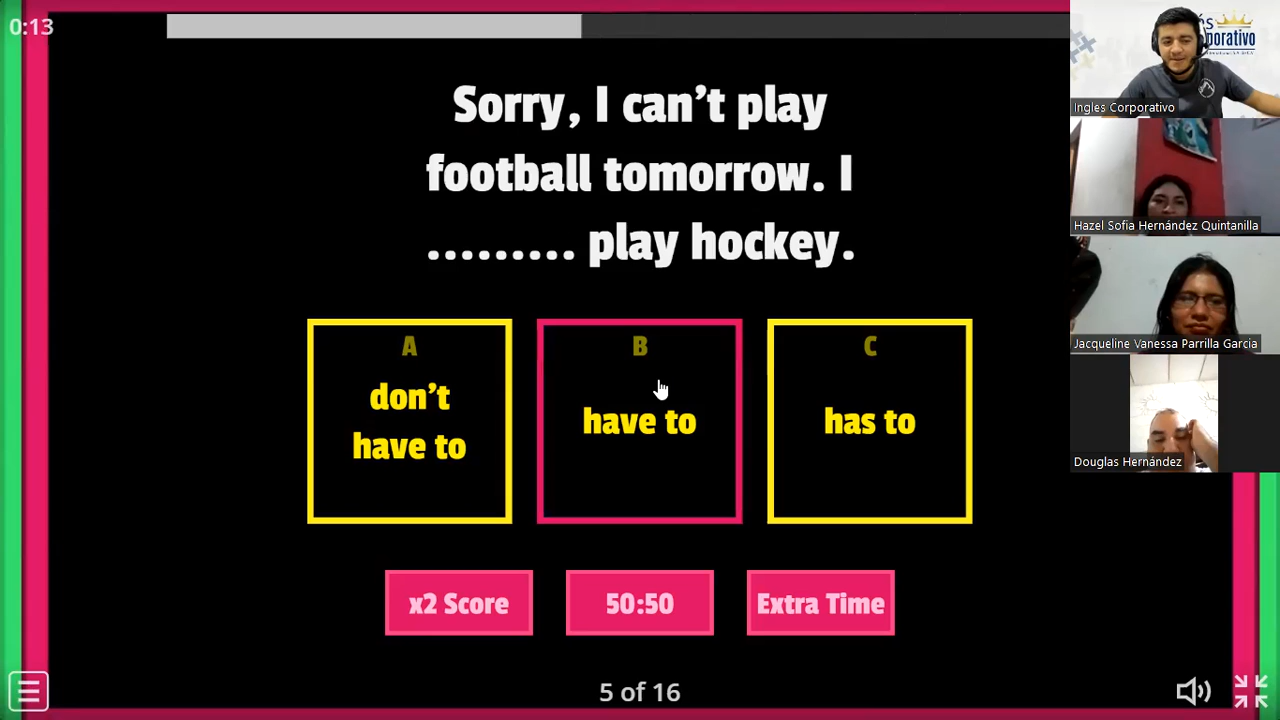 0:13
Sorry, I can't play
football tomorrow. I
......... play hockey.
A
don't
have to
B
have to
C
has to
x2 Score
50:50
Extra Time
5 of 16
Ingles Corporativo
Hazel Sofia Hernández Quintanilla
Jacqueline Vanessa Parrilla Garcia
Douglas Hernández